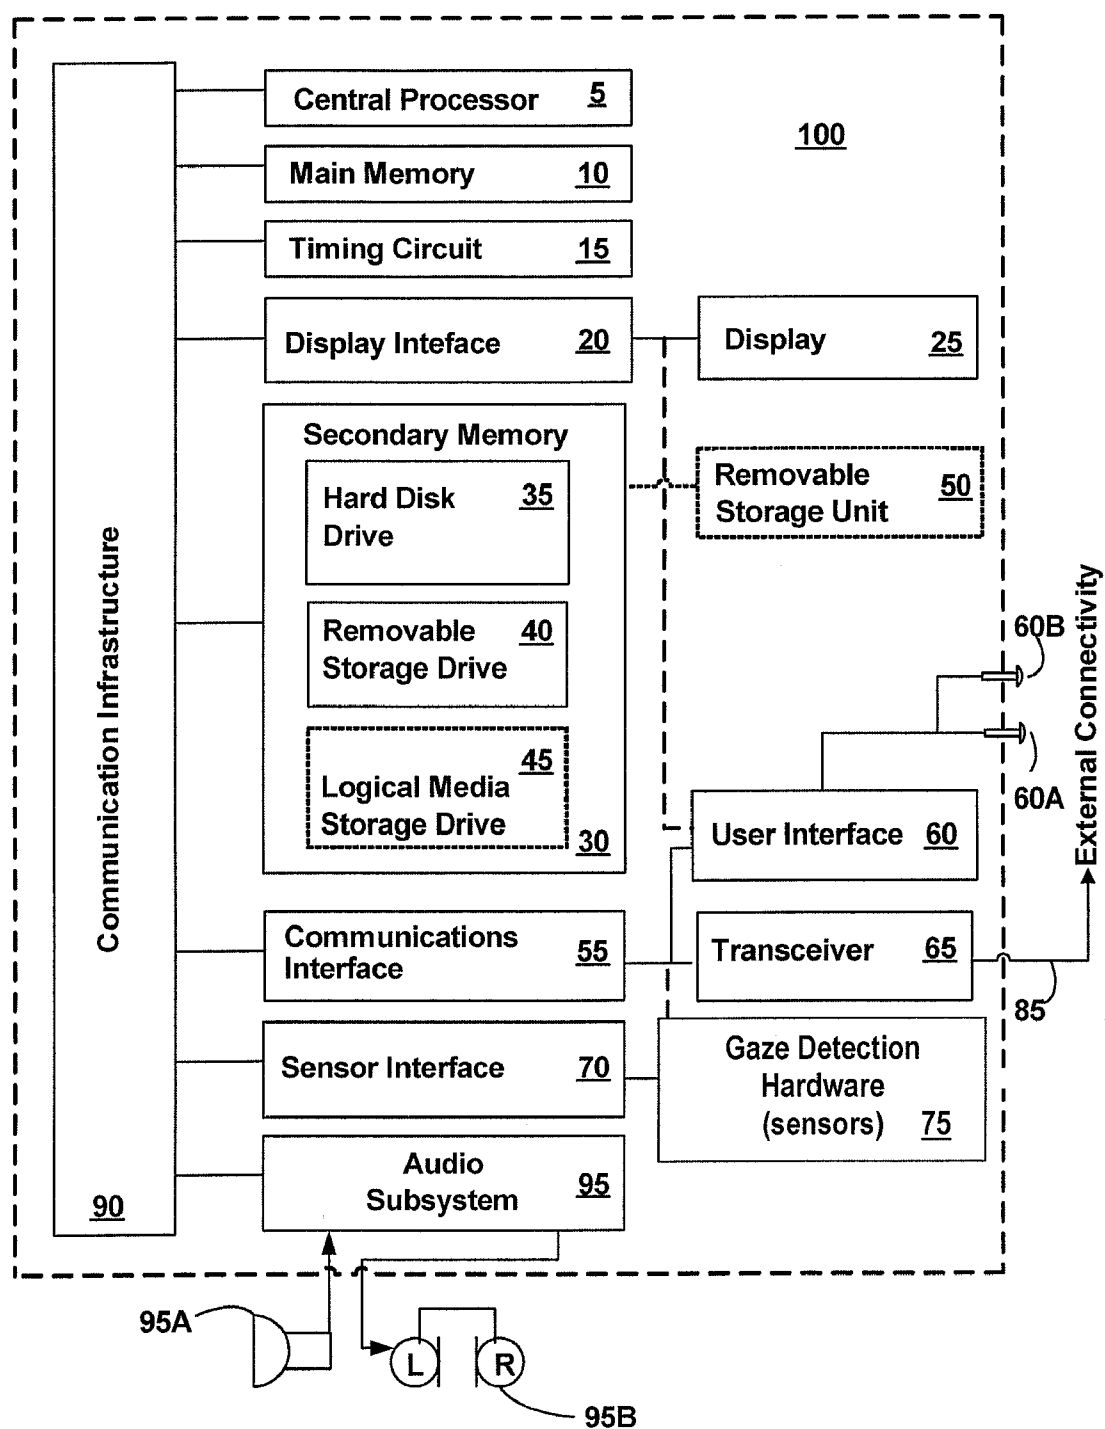 Central Processor 5
100
Main Memory 10
Timing Circuit 15
Display Inteface 20
Display 25
Secondary Memory
Hard Disk 35
Drive
Removable 50
Storage Unit
Removable 40
Storage Drive
45
Logical Media
Storage Drive
30
Communication Infrastructure
90
60B
60A
External Connectivity
User Interface 60
Communications
Interface 55
Transceiver 65
85
Sensor Interface 70
Gaze Detection
Hardware
(sensors) 75
Audio
Subsystem 95
95A
L R
95B